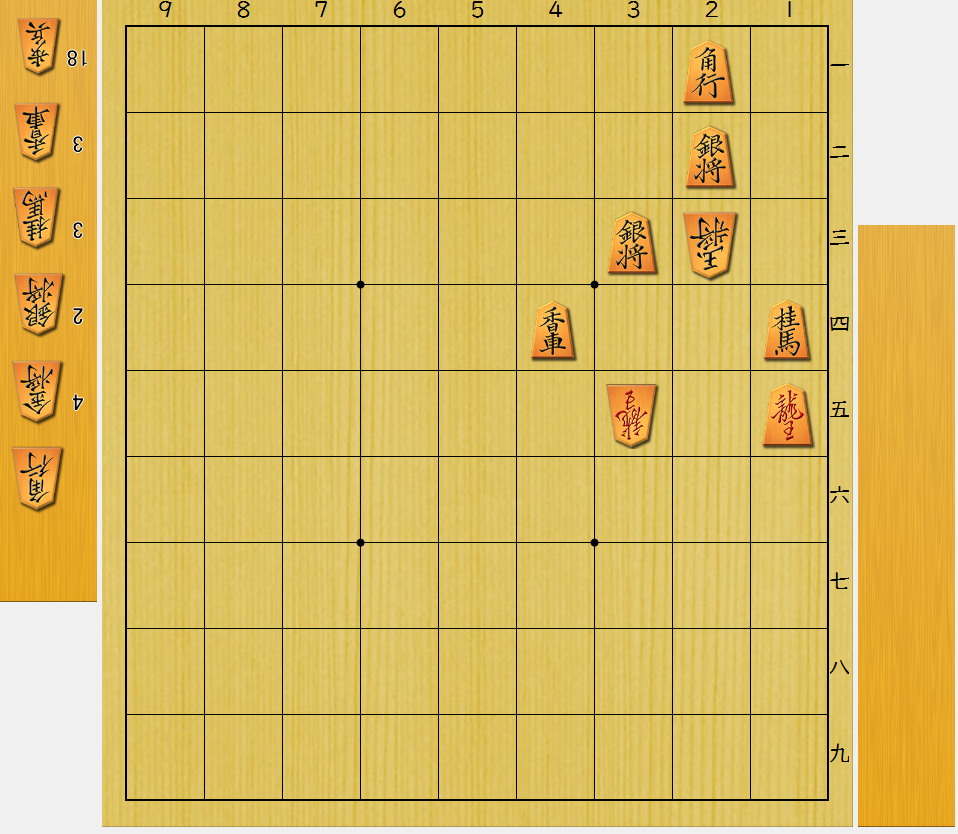 9 8 7 6 5 4 3 2 1
角行 一
銀将 二
銀将 玉将 三
香車 桂馬 四
龍王 龍王 五
六
七
八
九
歩兵 18
香車 3
桂馬 3
銀将 2
金将 4
角行